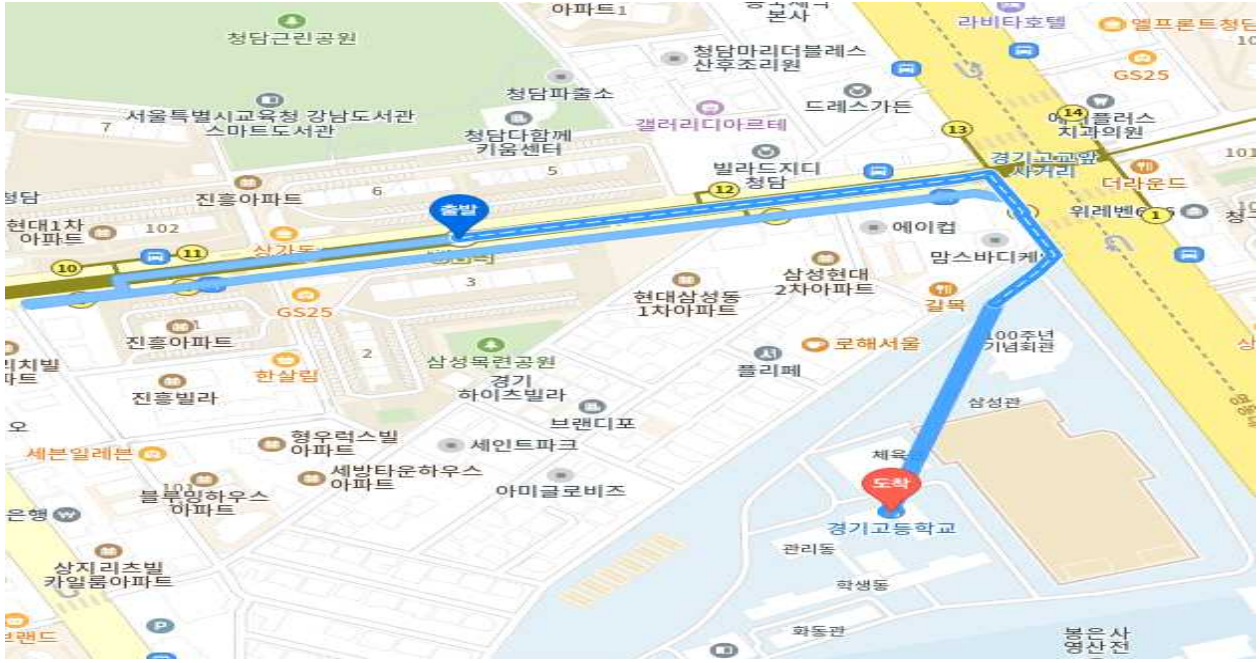 아파트1
본사
라비타호텔
엘프론트청담
청담근린공원
청담마리더블레스
산후조리원
GS25
청담파출소
드레스가든
서울특별시교육청 강남도서관
스마트도서관
7
갤러리디아르테
14
치과의원
청담다함께
키움센터
13
경기고교앞
사거리
101
빌라드지디
청담
더라운드
5
6
12
청담
진흥아파트
출발
현대1차
아파트
102
상가동
11
10
에이컵
1
3
맘스바디케어
현대삼성동
1차아파트
삼성현대
2차아파트
길목
GS25
진흥아파트
2
삼성목련공원
로해서울
100주년
기념회관
한살림
경기
하이츠빌라
플리페
진흥빌라
삼성관
브랜디포
형우럭스빌
아파트
세인트파크
세븐일레븐
체육관
세방타운하우스
아파트
도착
101
블루밍하우스
아파트
아미글로비즈
경기고등학교
은행
관리동
상지리츠빌
카일룸아파트
학생동
P
브랜드
화동관
봉은사
영산전